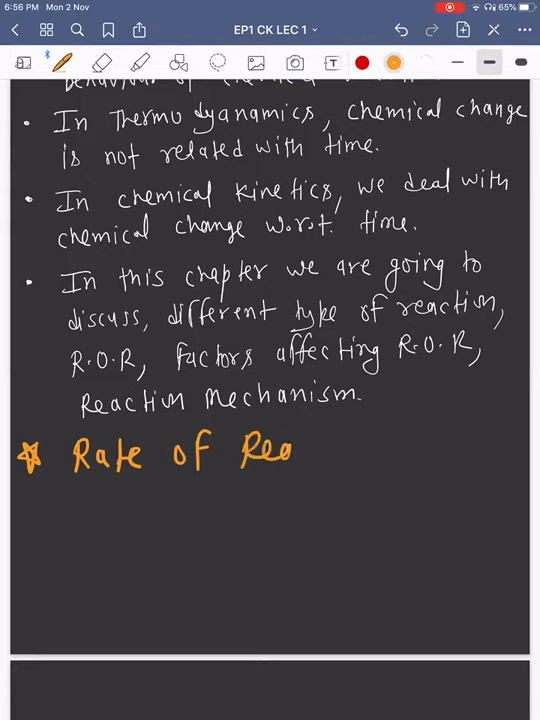 6:56 PM Mon 2 Nov
65%
EP1 CK LEC 1
T
• In Thermodyanamics, chemical change
is not related with time.
• In chemical kinetics, we deal with
chemical change w.r.t. time.
• In this chapter we are going to
discuss, different type of reaction,
R.O.R, Factors affecting R.O.R,
Reaction Mechanism.
Rate of Rea